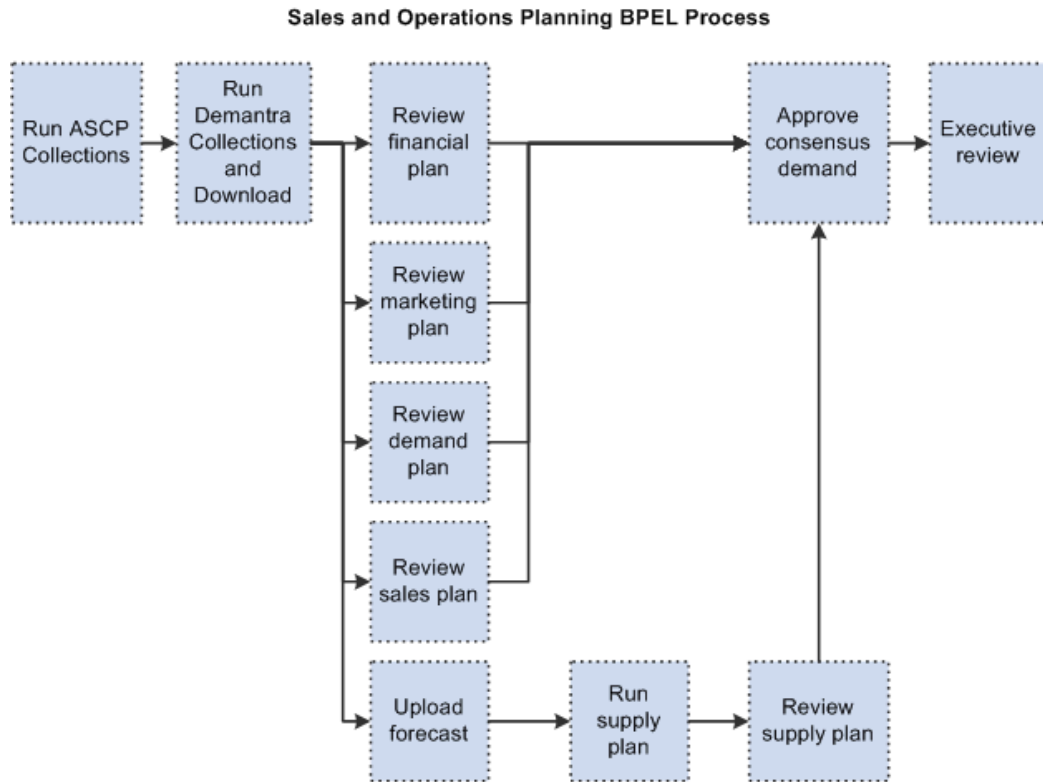 Sales and Operations Planning BPEL Process
Run ASCP
Collections
Run
Demantra
Collections
and
Download
Review
financial
plan
Approve
consensus
demand
Executive
review
Review
marketing
plan
Review
demand
plan
Review
sales plan
Upload
forecast
Run
supply
plan
Review
supply plan